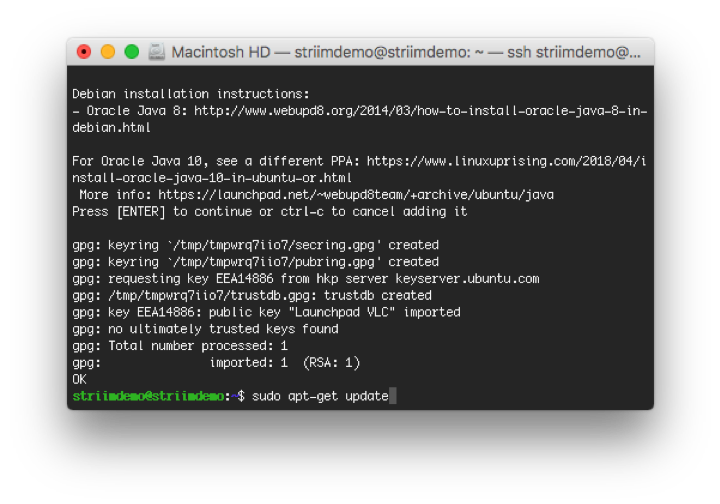 Macintosh HD — striimdemo@striimdemo: ~ — ssh striimdemo@...
Debian installation instructions:
- Oracle Java 8: http://www.webupd8.org/2014/03/how-to-install-oracle-java-8-in-
debian.html
For Oracle Java 10, see a different PPA: https://www.linuxuprising.com/2018/04/i
nstall-oracle-java-10-in-ubuntu-or.html
 More info: https://launchpad.net/~webupd8team/+archive/ubuntu/java
Press [ENTER] to continue or ctrl-c to cancel adding it
gpg: keyring `/tmp/tmpwrq7iio7/secring.gpg' created
gpg: keyring `/tmp/tmpwrq7iio7/pubring.gpg' created
gpg: requesting key EEA14886 from hkp server keyserver.ubuntu.com
gpg: /tmp/tmpwrq7iio7/trustdb.gpg: trustdb created
gpg: key EEA14886: public key "Launchpad VLC" imported
gpg: no ultimately trusted keys found
gpg: Total number processed: 1
gpg:               imported: 1  (RSA: 1)
OK
striimdemo@striimdemo:~$ sudo apt-get update